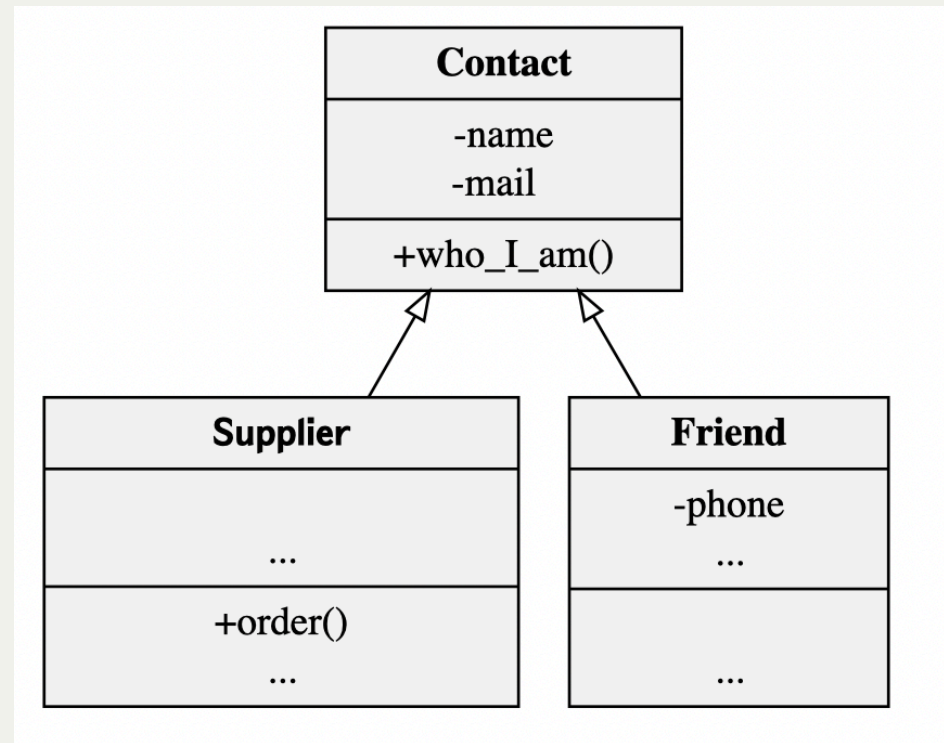 Contact
-name
-mail
+who_I_am()
Supplier
...
+order()
...
Friend
-phone
...
...